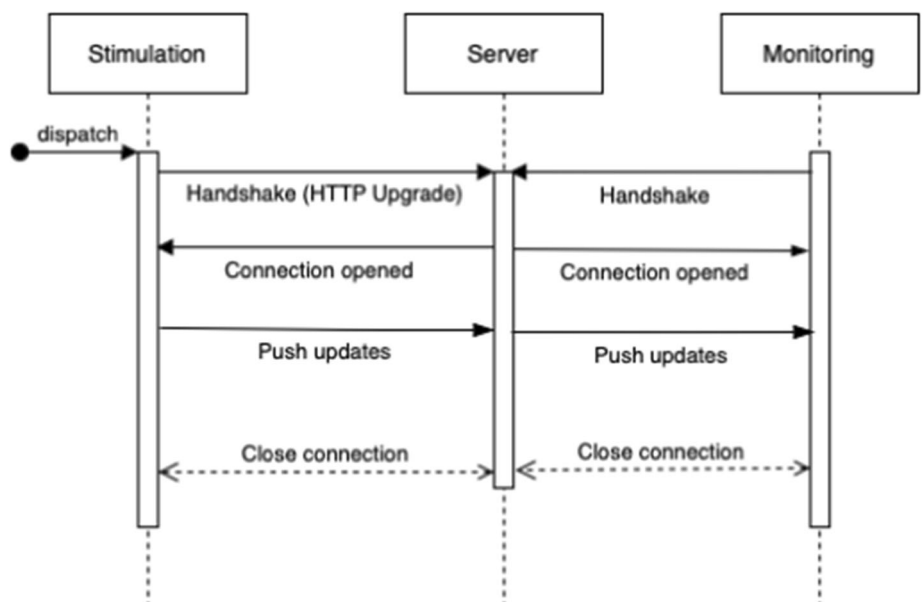 Stimulation
Server
Monitoring
dispatch
Handshake (HTTP Upgrade)
Handshake
Connection opened
Connection opened
Push updates
Push updates
Close connection
Close connection